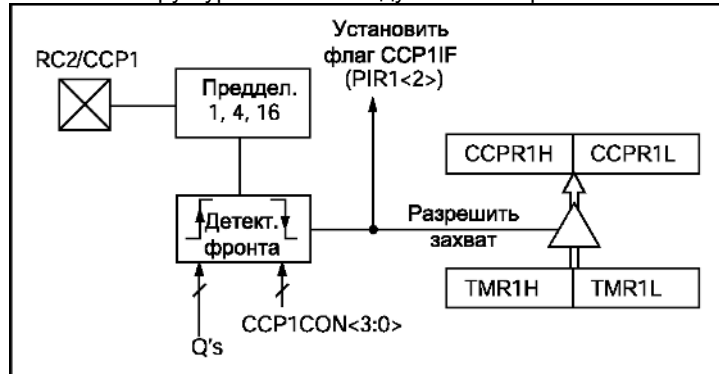 Установить
флаг CCP1IF
(PIR1<2>)
RC2/CCP1
Преддел.
1, 4, 16
CCPR1H CCPR1L
Детект.
фронта
Разрешить
захват
TMR1H TMR1L
CCP1CON<3:0>
Q's